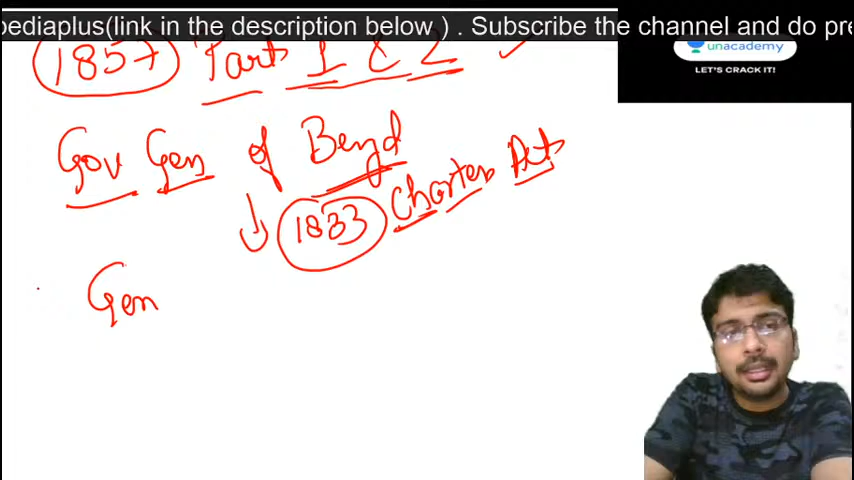 pediaplus(link in the description below ) . Subscribe the channel and do pre
unacademy
LET'S CRACK IT!
1857 Part 1 & 2
Gov Gen of Bengal
1833 Charter Act
Gen